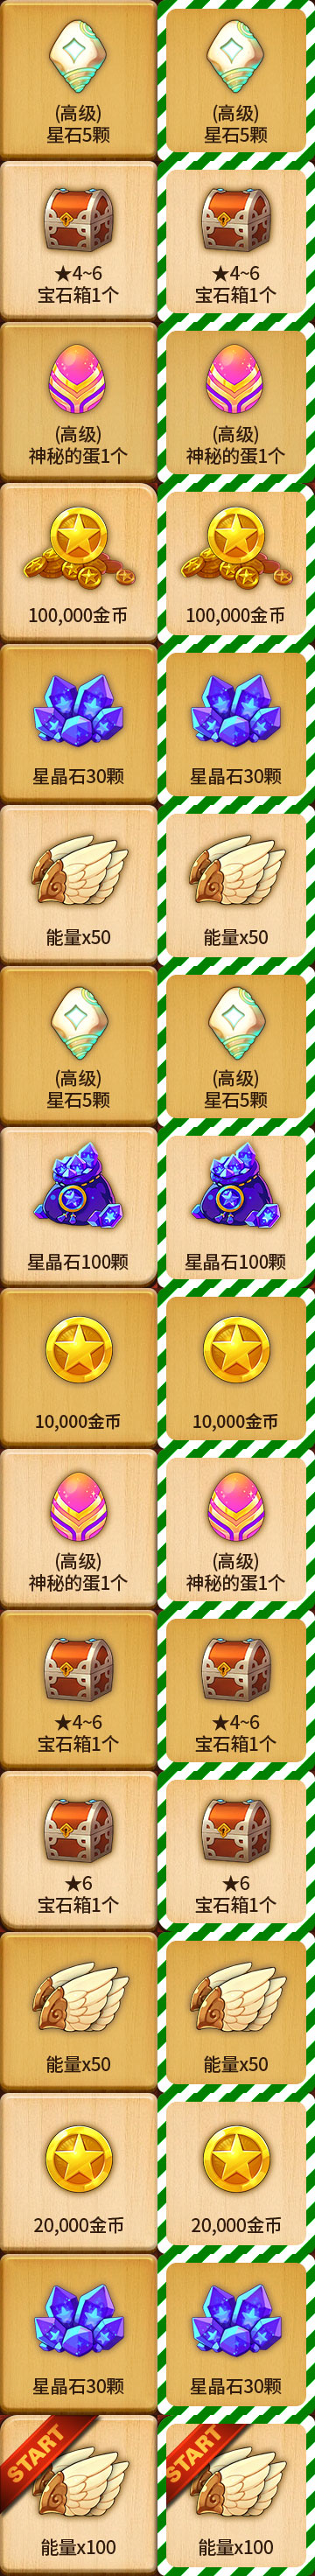 (高级)
星石5颗
(高级)
星石5颗
★4~6
宝石箱1个
★4~6
宝石箱1个
(高级)
神秘的蛋1个
(高级)
神秘的蛋1个
100,000金币
100,000金币
星晶石30颗
星晶石30颗
能量x50
能量x50
(高级)
星石5颗
(高级)
星石5颗
星晶石100颗
星晶石100颗
10,000金币
10,000金币
(高级)
神秘的蛋1个
(高级)
神秘的蛋1个
★4~6
宝石箱1个
★4~6
宝石箱1个
★6
宝石箱1个
★6
宝石箱1个
能量x50
能量x50
20,000金币
20,000金币
星晶石30颗
星晶石30颗
START
能量x100
START
能量x100